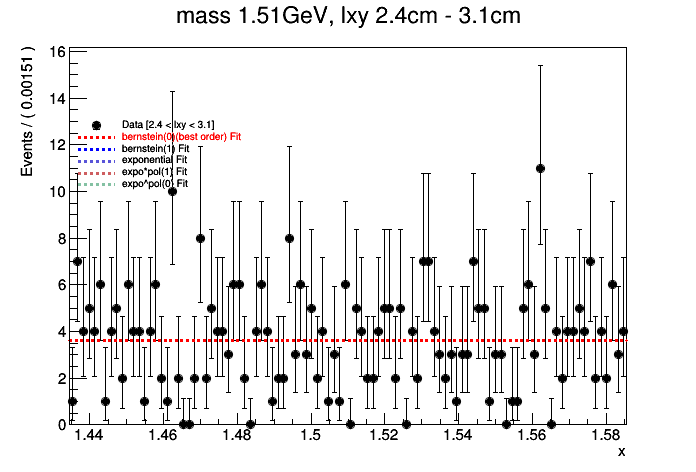 mass 1.51GeV, lxy 2.4cm - 3.1cm
Events / ( 0.00151 )
16
14
12
10
8
6
4
2
0
Data [2.4 < lxy < 3.1]
bernstein(0)(best order) Fit
bernstein(1) Fit
exponential Fit
expo*pol(1) Fit
expo^pol(0) Fit
1.44 1.46 1.48 1.5 1.52 1.54 1.56 1.58
x